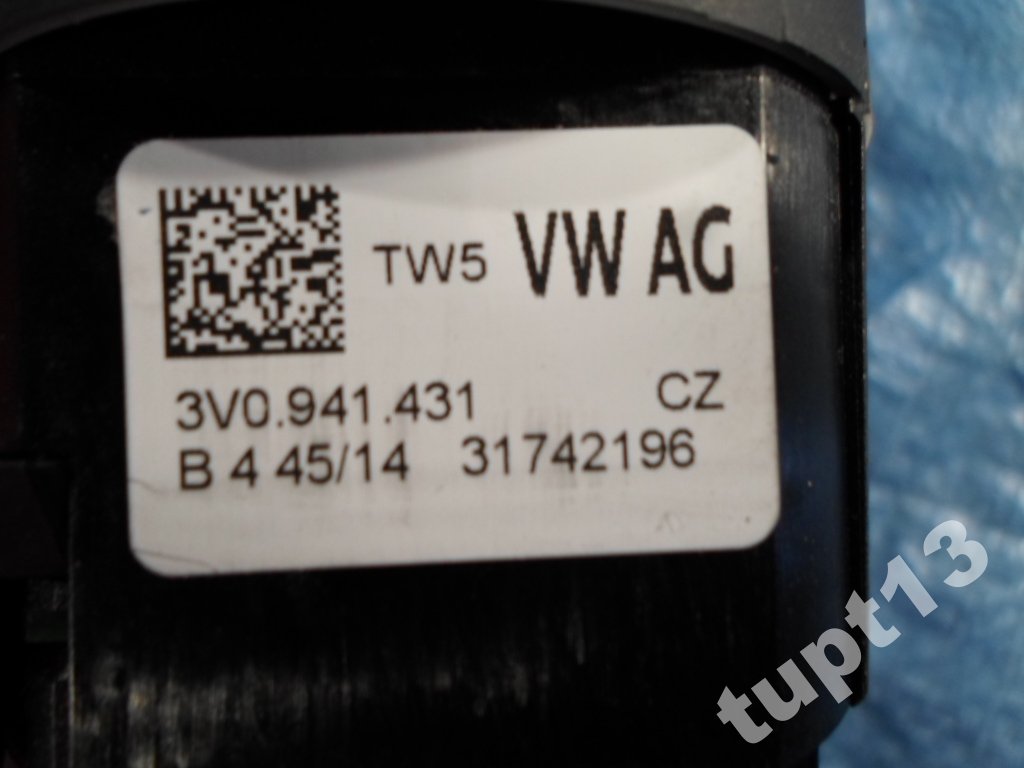 TW5 VW AG
3V0.941.431 CZ
B 4 45/14 31742196
tupt13